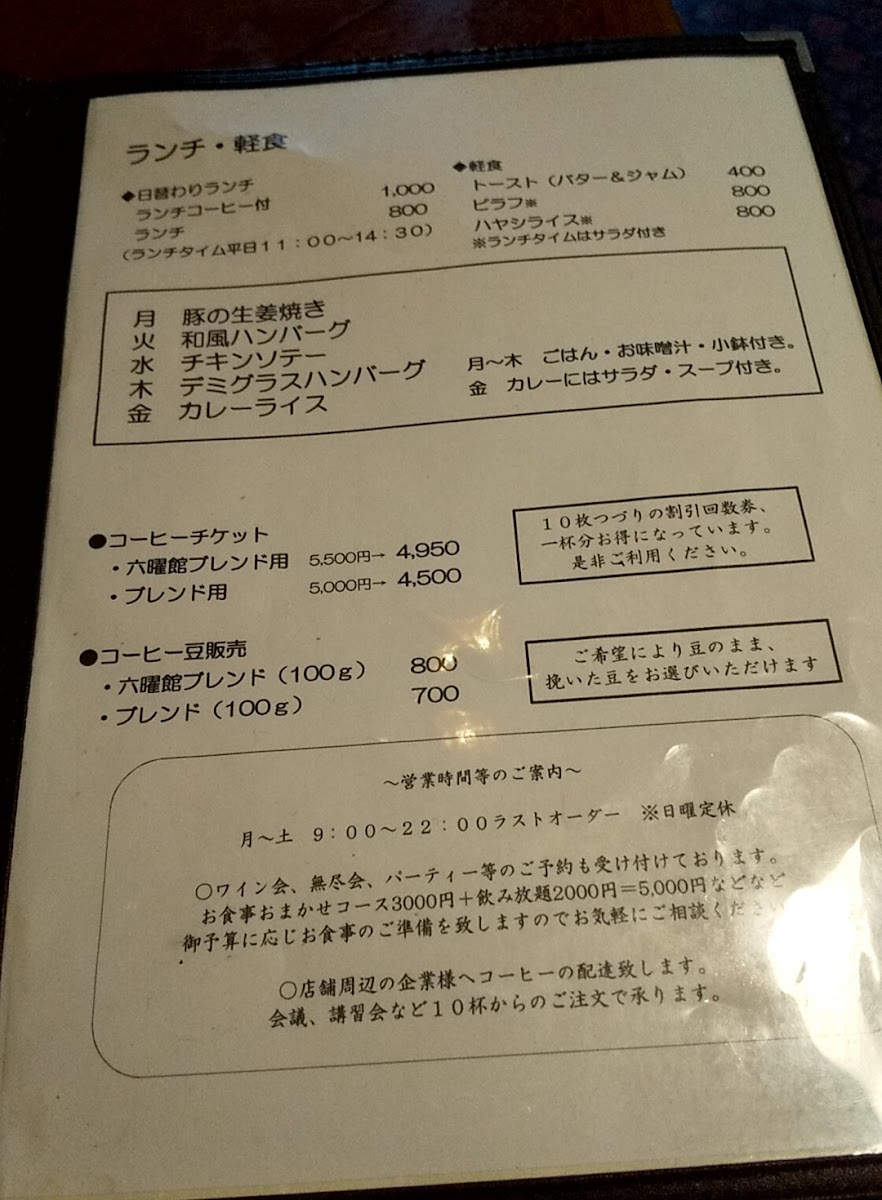 ランチ・軽食
◆日替わりランチ
ランチコーヒー付 1,000
ランチ 800
(ランチタイム平日11:00〜14:30)
◆軽食
トースト(バター&ジャム) 400
ピラフ※ 800
ハヤシライス※ 800
※ランチタイムはサラダ付き
月 豚の生姜焼き
火 和風ハンバーグ
水 チキンソテー
木 デミグラスハンバーグ
金 カレーライス
月〜木 ごはん・お味噌汁・小鉢付き。
金 カレーにはサラダ・スープ付き。
●コーヒーチケット
・六曜館ブレンド用 5,500円→ 4,950
・ブレンド用 5,000円→ 4,500
10枚つづりの割引回数券、
一杯分お得になっています。
是非ご利用ください。
●コーヒー豆販売
・六曜館ブレンド(100g) 800
・ブレンド(100g) 700
ご希望により豆のまま、
挽いた豆をお選びいただけます
〜営業時間等のご案内〜
月〜土 9:00〜22:00ラストオーダー ※日曜定休
○ワイン会、無尽会、パーティー等のご予約も受け付けております。
お食事おまかせコース3000円+飲み放題2000円=5,000円などなど
御予算に応じお食事のご準備を致しますのでお気軽にご相談ください
○店舗周辺の企業様へコーヒーの配達致します。
会議、講習会など10杯からのご注文で承ります。